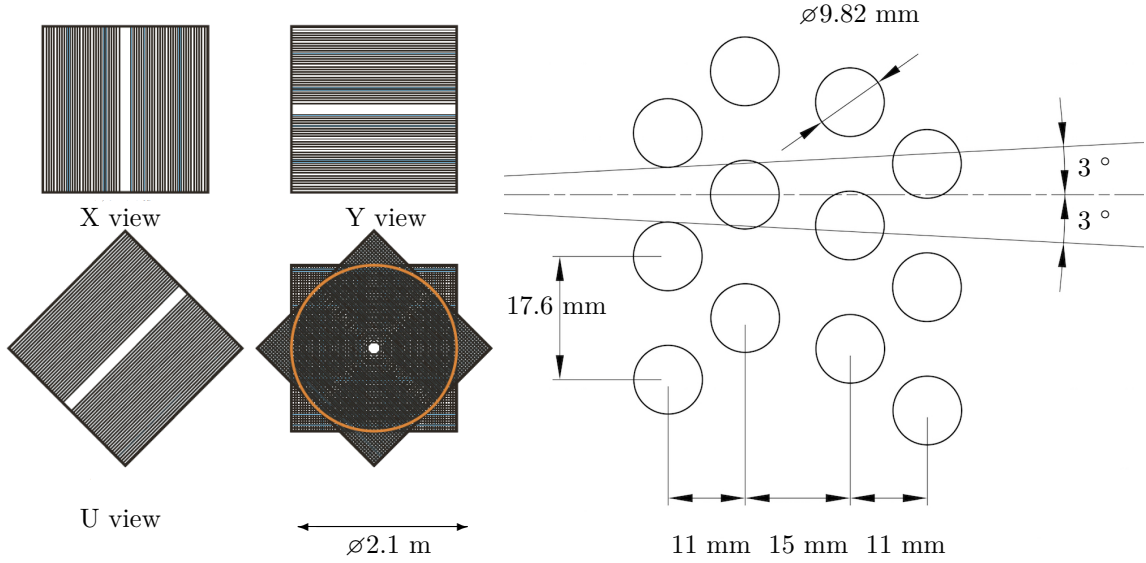 X view
Y view
U view
⌀2.1 m
⌀9.82 mm
3 °
3 °
17.6 mm
11 mm 15 mm 11 mm